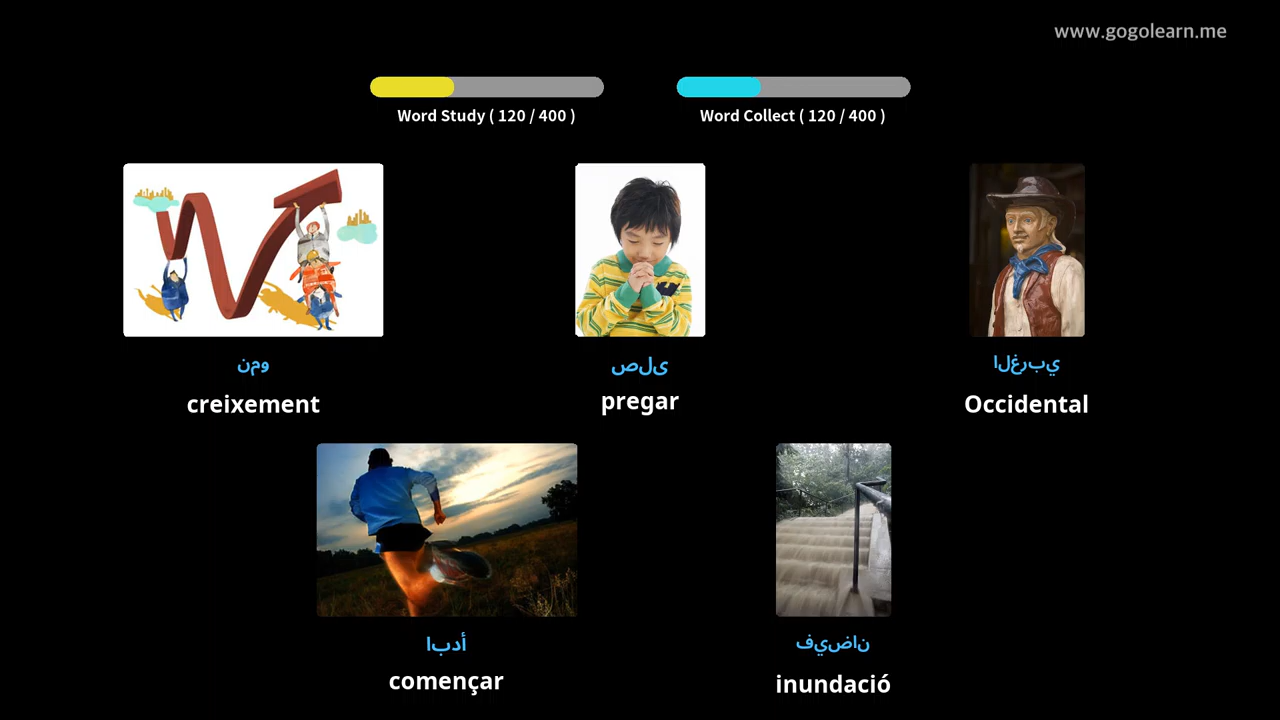 www.gogolearn.me
Word Study ( 120 / 400 )
Word Collect ( 120 / 400 )
نمو
صلى
الغربي
creixement
pregar
Occidental
ابدأ
فيضان
començar
inundació